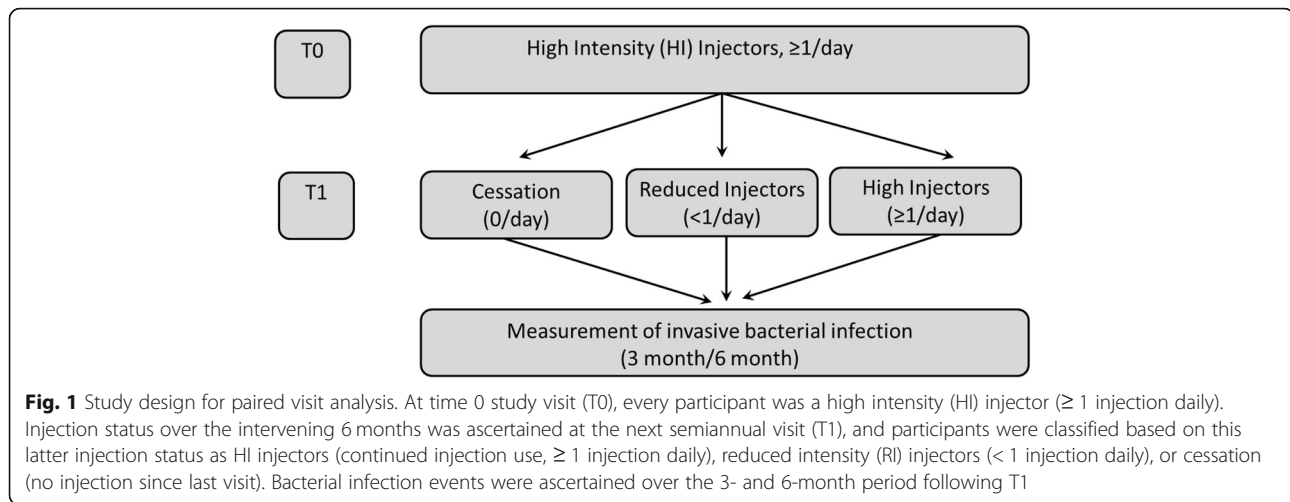 T0
High Intensity (HI) Injectors, ≥1/day
T1
Cessation
(0/day)
Reduced Injectors
(<1/day)
High Injectors
(≥1/day)
Measurement of invasive bacterial infection
(3 month/6 month)
Fig. 1 Study design for paired visit analysis. At time 0 study visit (T0), every participant was a high intensity (HI) injector (≥ 1 injection daily).
Injection status over the intervening 6 months was ascertained at the next semiannual visit (T1), and participants were classified based on this
latter injection status as HI injectors (continued injection use, ≥ 1 injection daily), reduced intensity (RI) injectors (< 1 injection daily), or cessation
(no injection since last visit). Bacterial infection events were ascertained over the 3- and 6-month period following T1